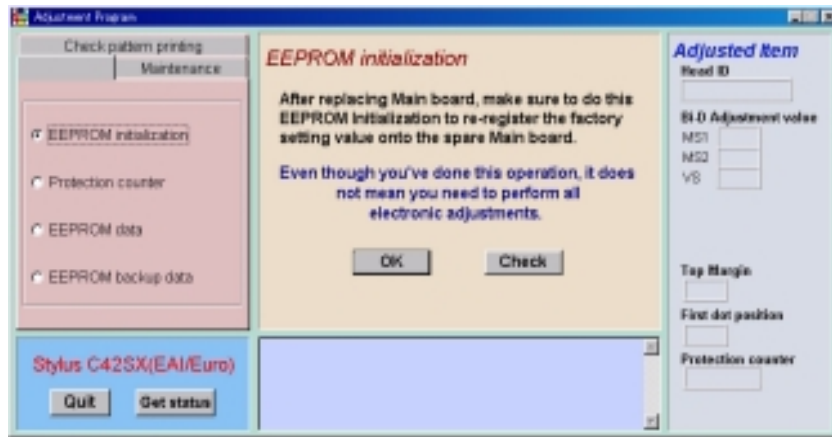 Adjustment Program
Check pattern printing
Maintenance
EEPROM initialization
Protection counter
EEPROM data
EEPROM backup data
EEPROM initialization
After replacing Main board, make sure to do this
EEPROM Initialization to re-register the factory
setting value onto the spare Main board.
Even though you've done this operation, it does
not mean you need to perform all
electronic adjustments.
OK
Check
Stylus C42SX(EAI/Euro)
Quit
Get status
Adjusted Item
Head ID
Bi-D Adjustment value
MS1
MS2
VS
Top Margin
First dot position
Protection counter